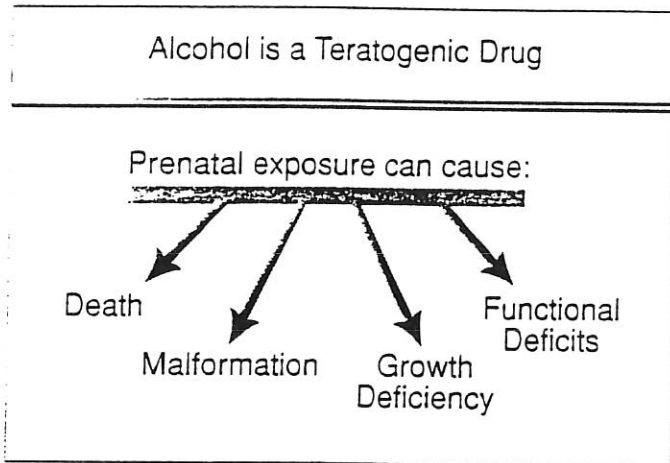 Alcohol is a Teratogenic Drug
Prenatal exposure can cause:
Death
Malformation
Growth
Deficiency
Functional
Deficits